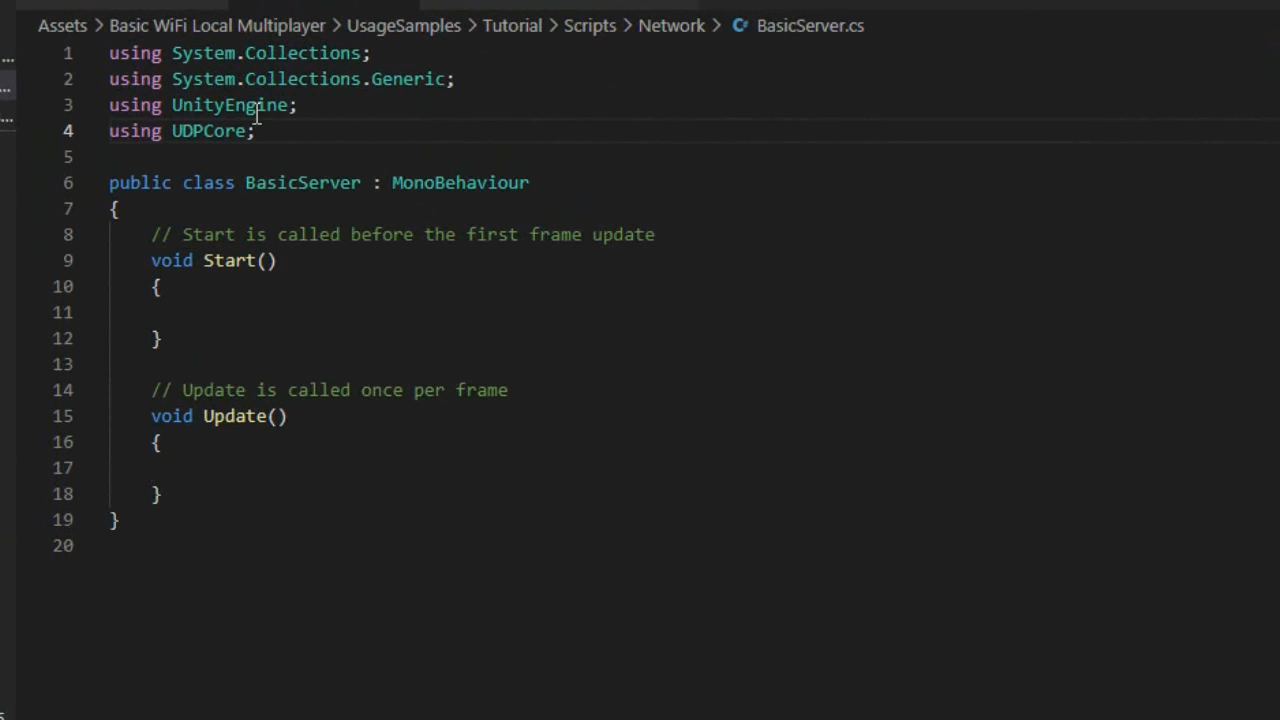 Assets > Basic WiFi Local Multiplayer > UsageSamples > Tutorial > Scripts > Network > C# BasicServer.cs
1 using System.Collections;
2 using System.Collections.Generic;
3 using UnityEngine;
4 using UDPCore;
5
6 public class BasicServer : MonoBehaviour
7 {
8     // Start is called before the first frame update
9     void Start()
10     {
11
12     }
13
14     // Update is called once per frame
15     void Update()
16     {
17
18     }
19 }
20